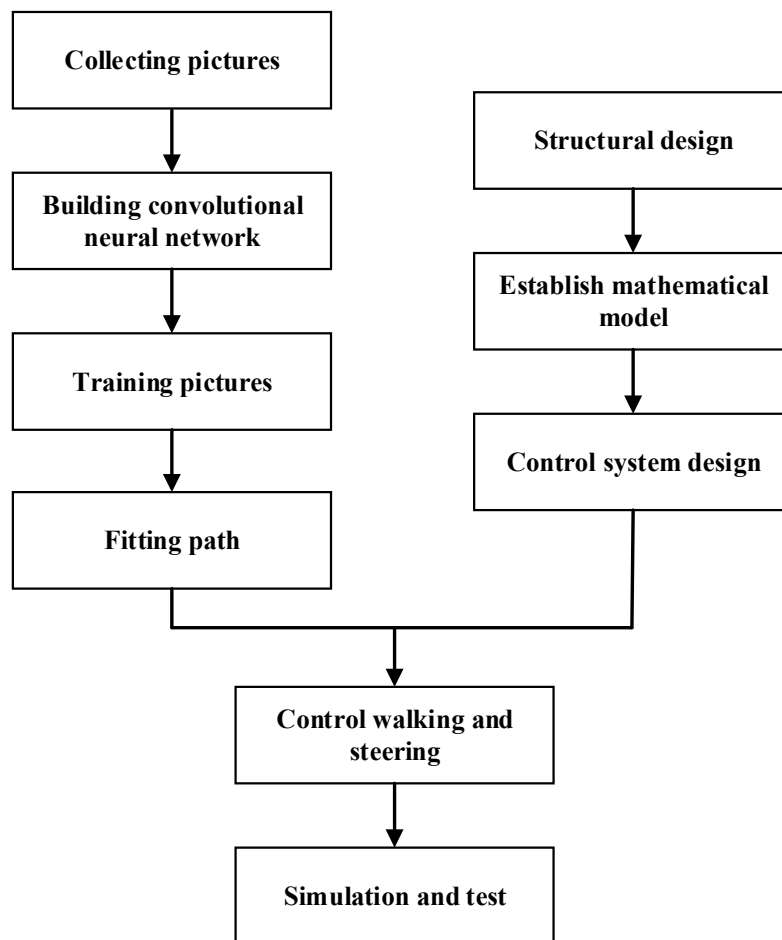 Collecting pictures
Building convolutional
neural network
Training pictures
Fitting path
Structural design
Establish mathematical
model
Control system design
Control walking and
steering
Simulation and test